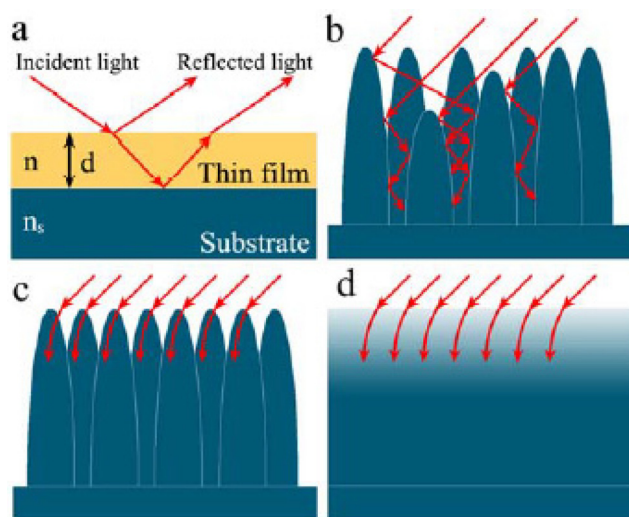 a
Incident light
Reflected light
n
d
Thin film
nₛ
Substrate
b
c
d